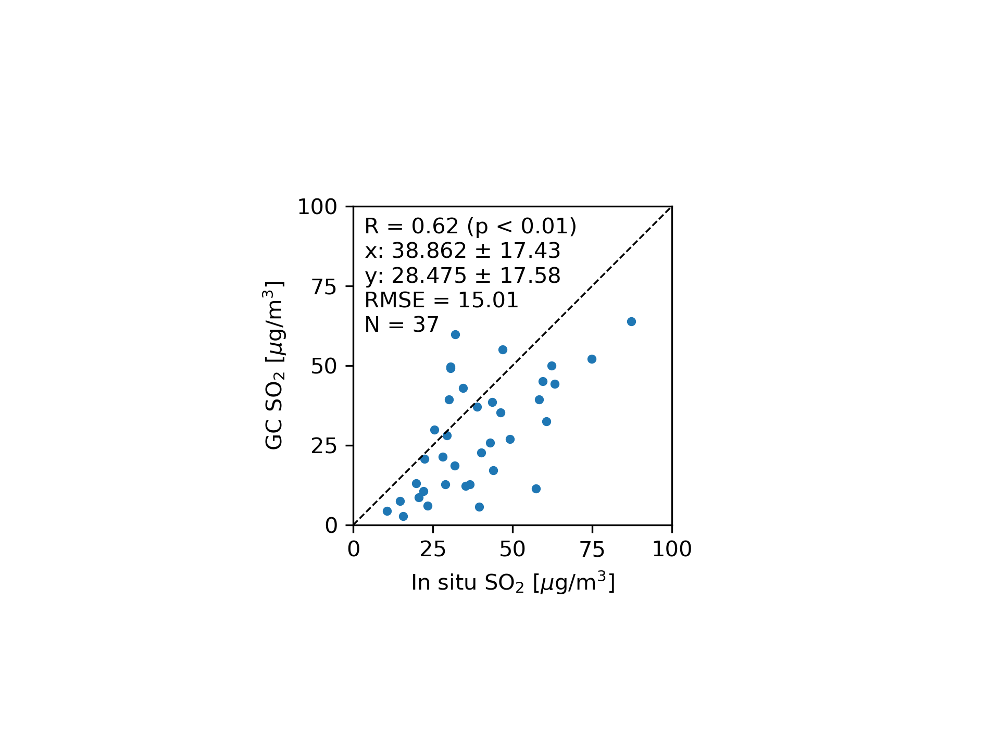 100
75
50
25
0
GC SO₂ [μg/m³]
R = 0.62 (p < 0.01)
x: 38.862 ± 17.43
y: 28.475 ± 17.58
RMSE = 15.01
N = 37
0 25 50 75 100
In situ SO₂ [μg/m³]